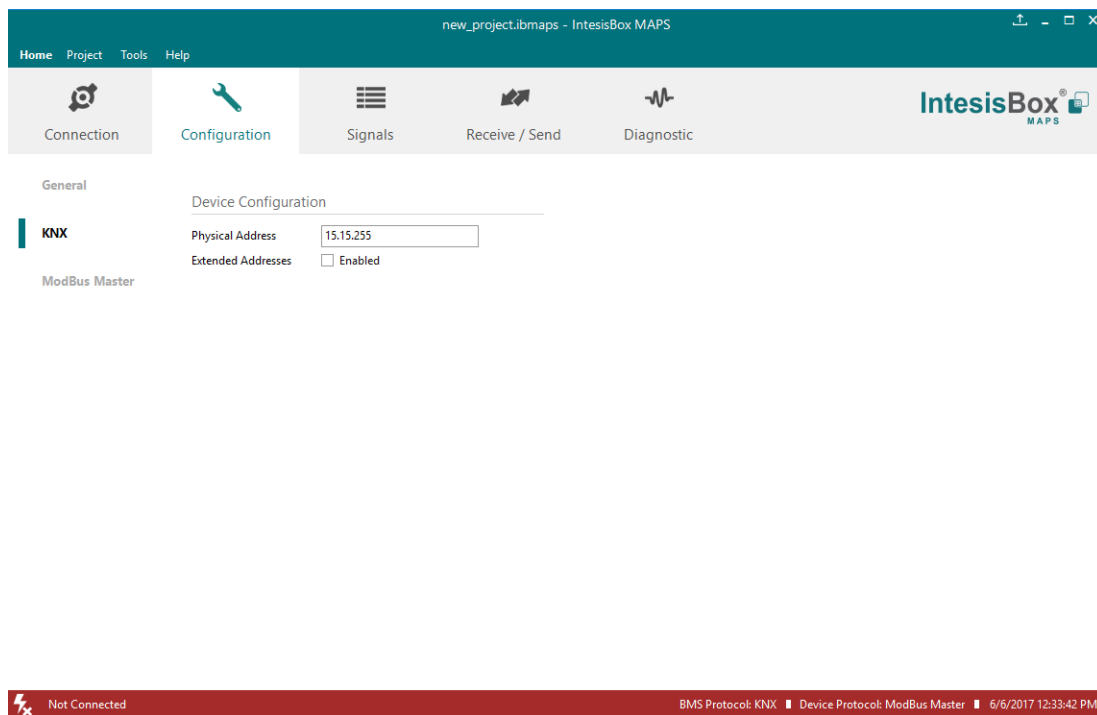 new_project.ibmaps - IntesisBox MAPS
Home Project Tools Help
Connection Configuration Signals Receive / Send Diagnostic
IntesisBox®
MAPS
General
Device Configuration
KNX
Physical Address 15.15.255
Extended Addresses Enabled
ModBus Master
Not Connected BMS Protocol: KNX Device Protocol: ModBus Master 6/6/2017 12:33:42 PM